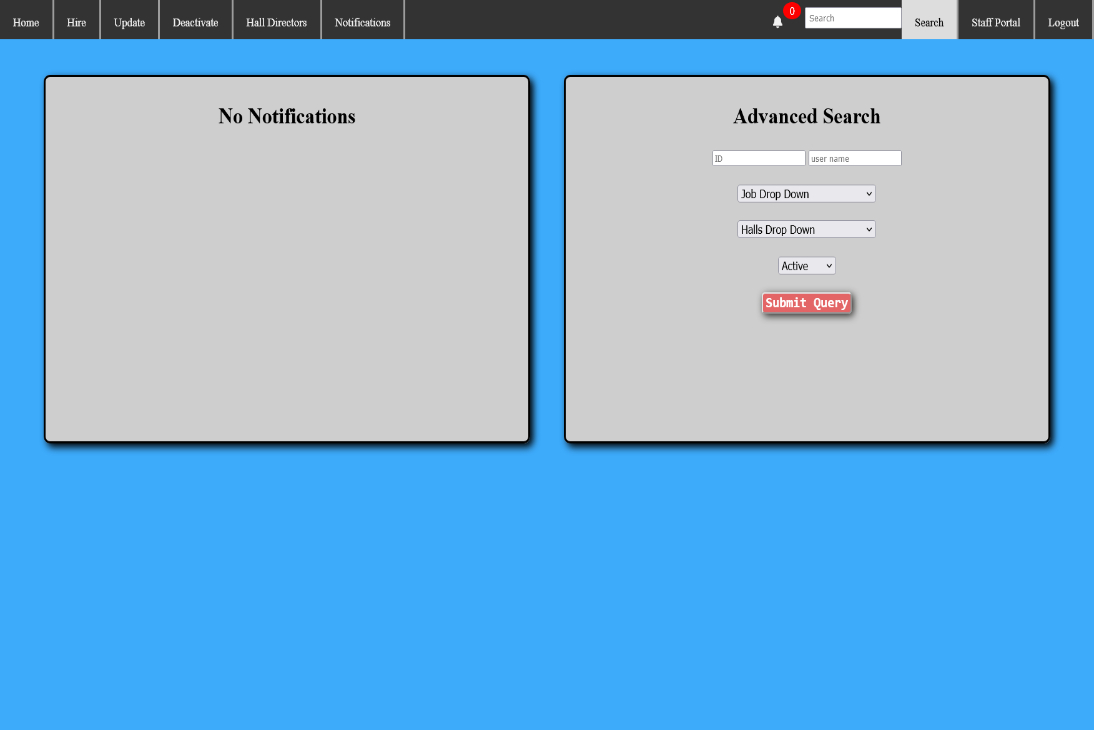 Home Hire Update Deactivate Hall Directors Notifications 0 Search Search Staff Portal Logout
No Notifications
Advanced Search
ID user name
Job Drop Down
Halls Drop Down
Active
Submit Query